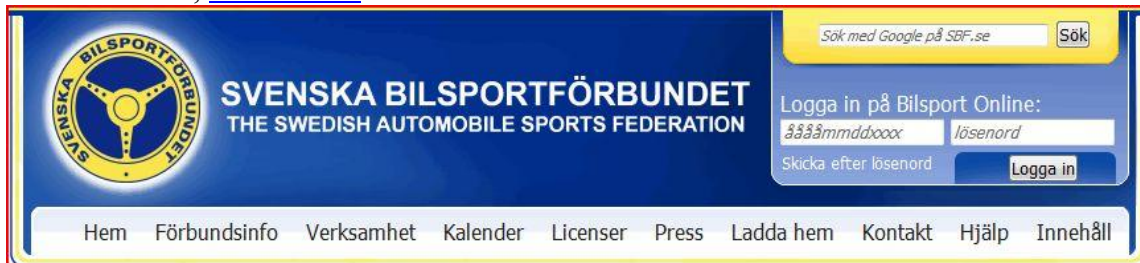 SVENSKA BILSPORTFÖRBUNDET
SVENSKA BILSPORTFÖRBUNDET
THE SWEDISH AUTOMOBILE SPORTS FEDERATION
Sök med Google på SBF.se
Sök
Logga in på Bilsport Online:
ååååmmddxxxx lösenord
Skicka efter lösenord Logga in
Hem Förbundsinfo Verksamhet Kalender Licenser Press Ladda hem Kontakt Hjälp Innehåll